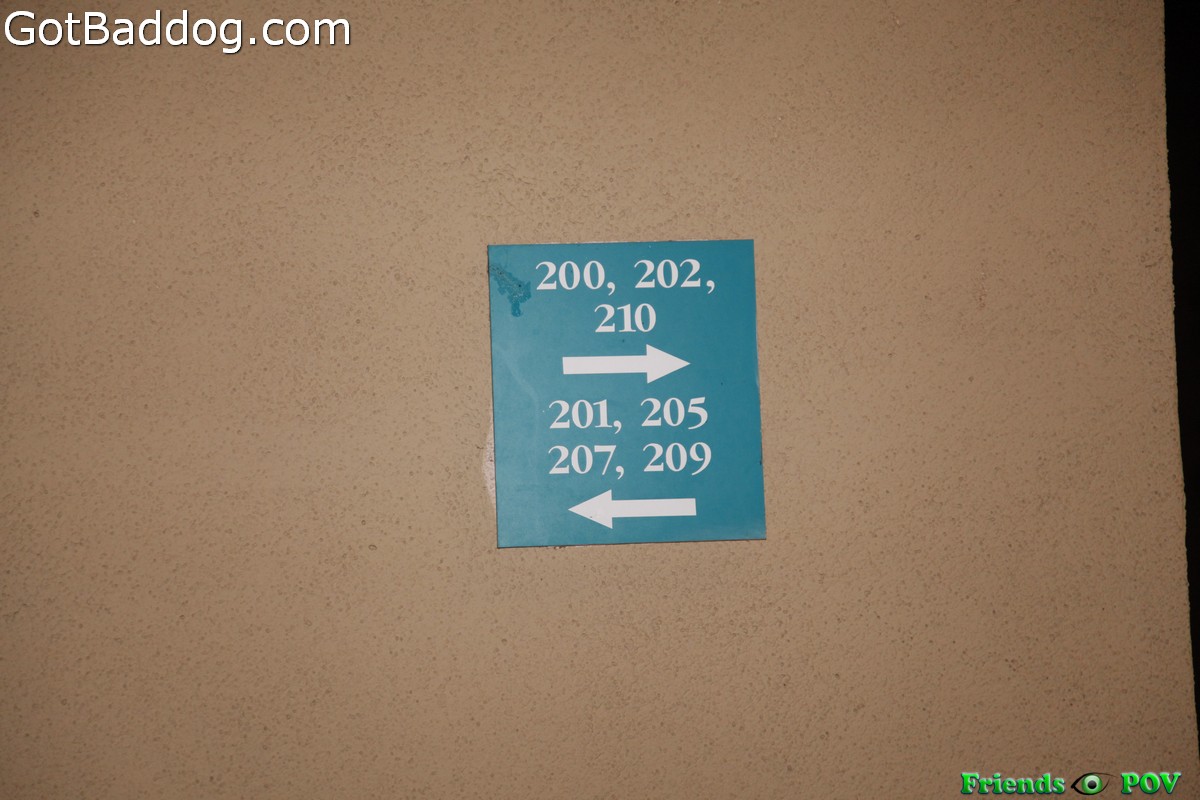 GotBaddog.com
200, 202,
210
201, 205
207, 209
Friends POV